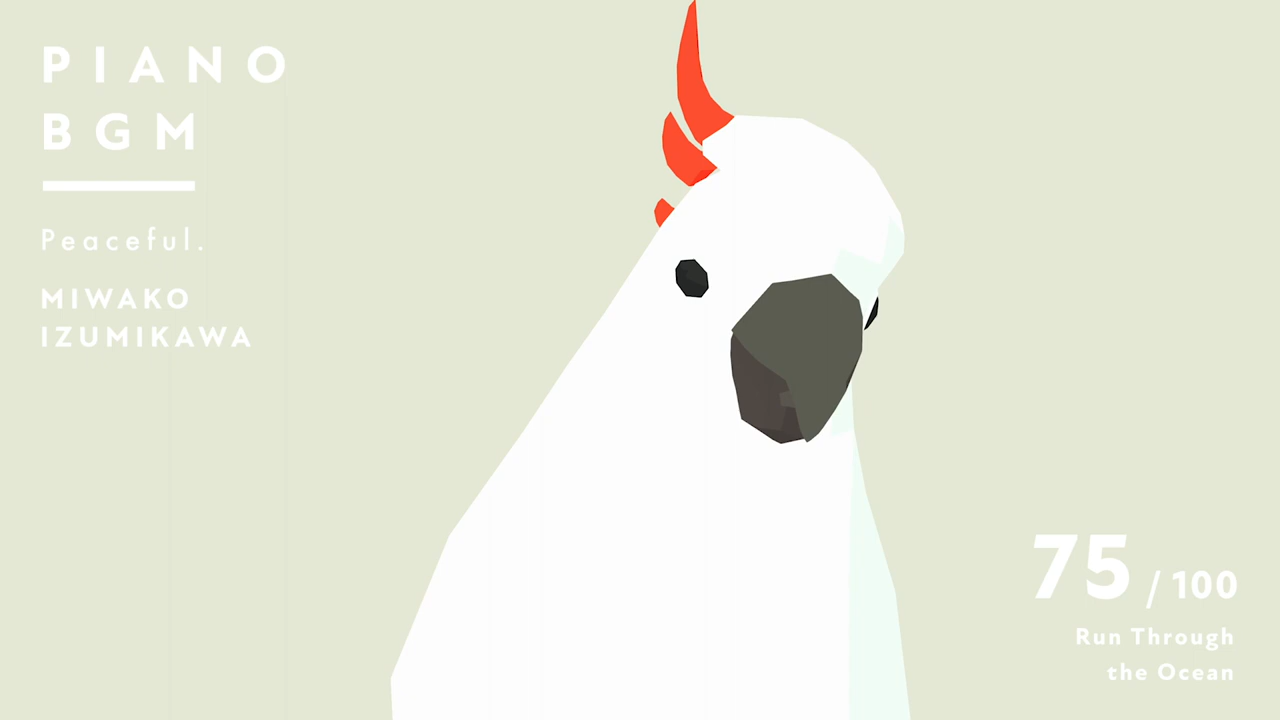 PIANO
BGM
Peaceful.
MIWAKO
IZUMIKAWA
75 / 100
Run Through
the Ocean